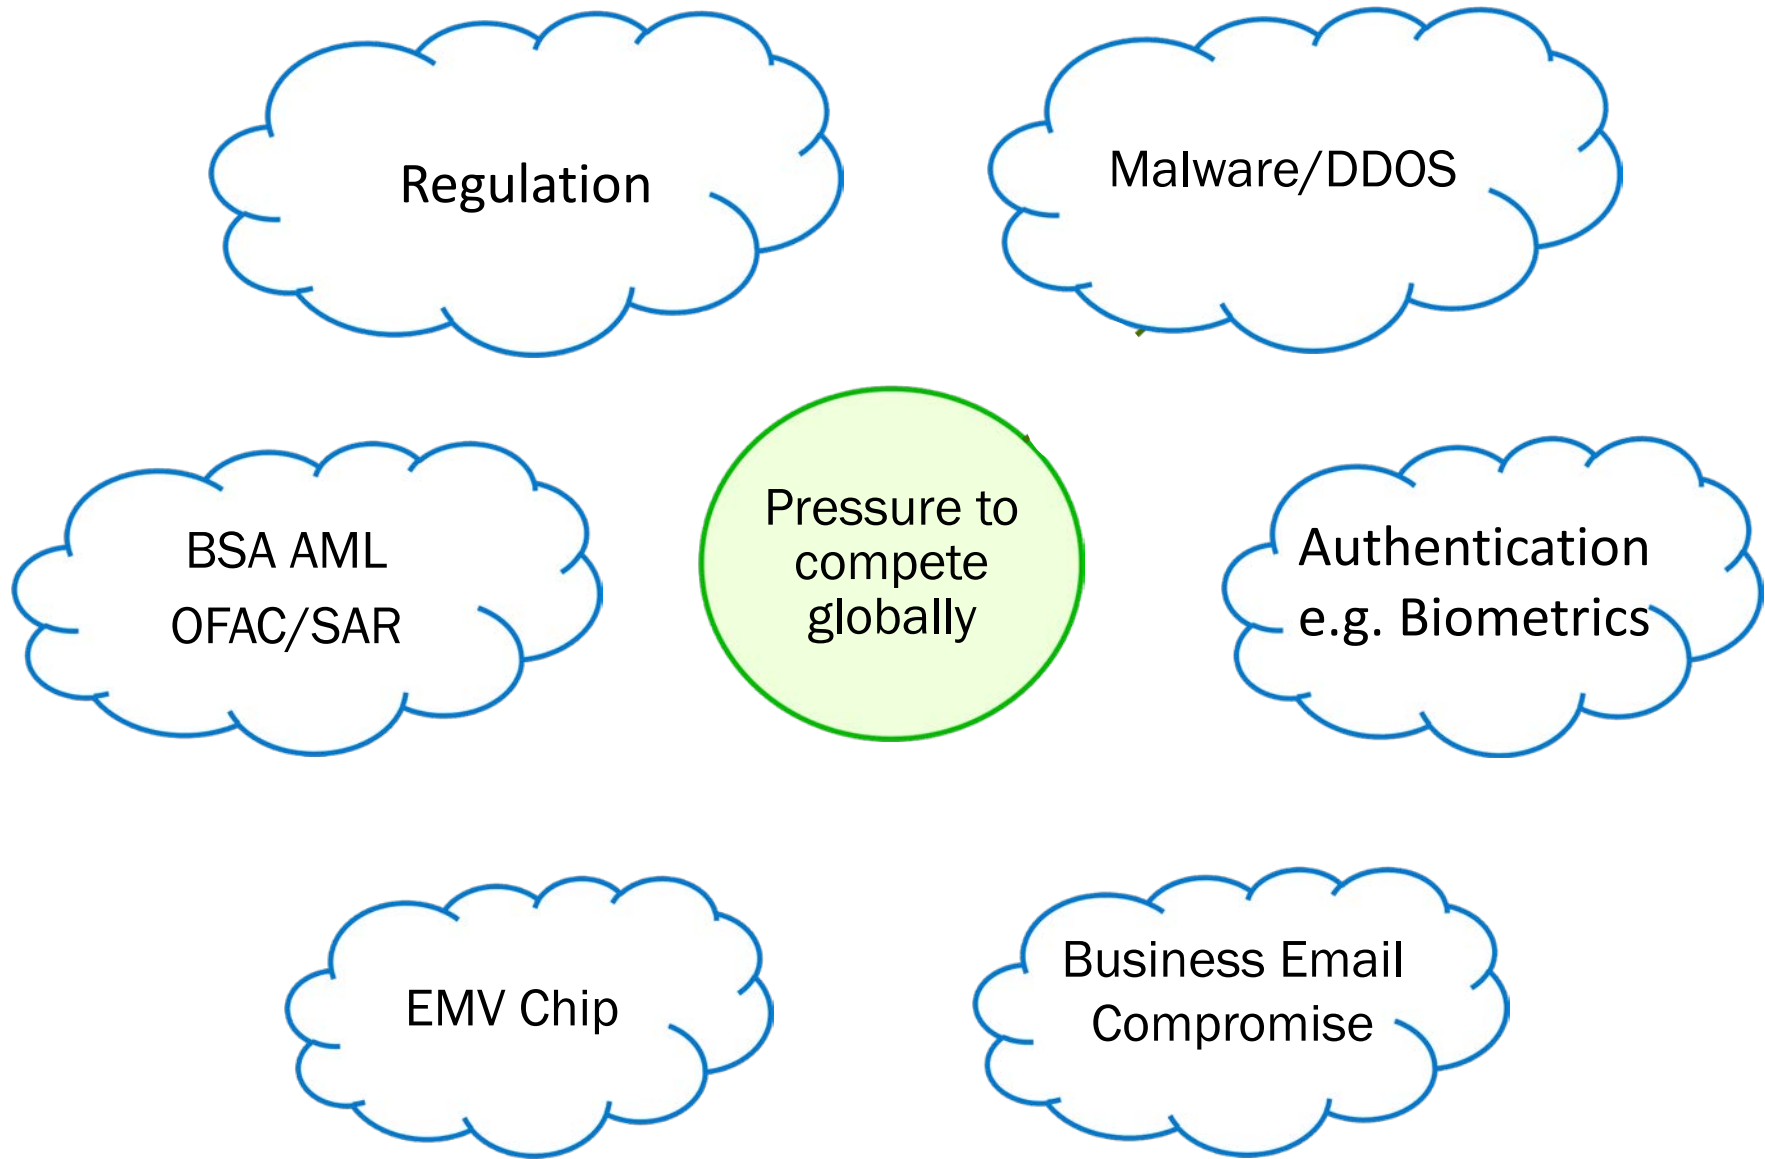 Regulation
Malware/DDOS
BSA AML
OFAC/SAR
Pressure to
compete
globally
Authentication
e.g. Biometrics
EMV Chip
Business Email
Compromise